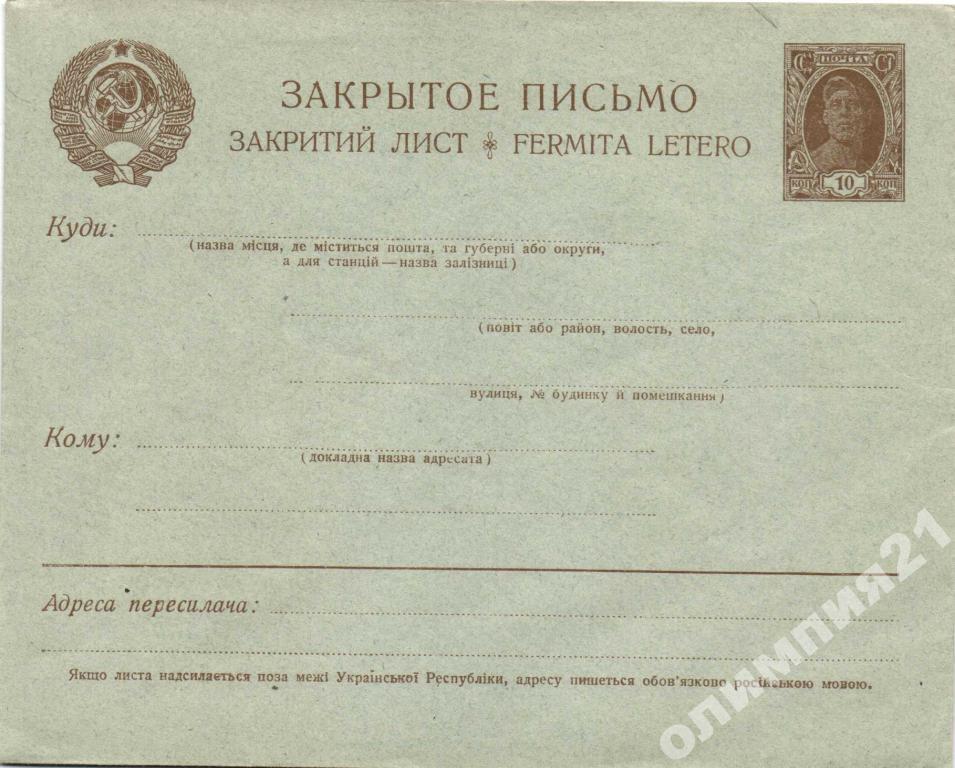 ЗАКРЫТОЕ ПИСЬМО
ЗАКРИТИЙ ЛИСТ FERMITA LETERO
ПОЧТА
КОП 10 КОП
Куди:
(назва місця, де міститься пошта, та губерні або округи,
а для станцій—назва залізниці)
(повіт або район, волость, село,
вулиця, № будинку й помешкання)
Кому:
(докладна назва адресата)
Адреса пересилача:
Якщо листа надсилається поза межі Української Республіки, адресу пишеться обов'язково російською мовою.
олимпия21